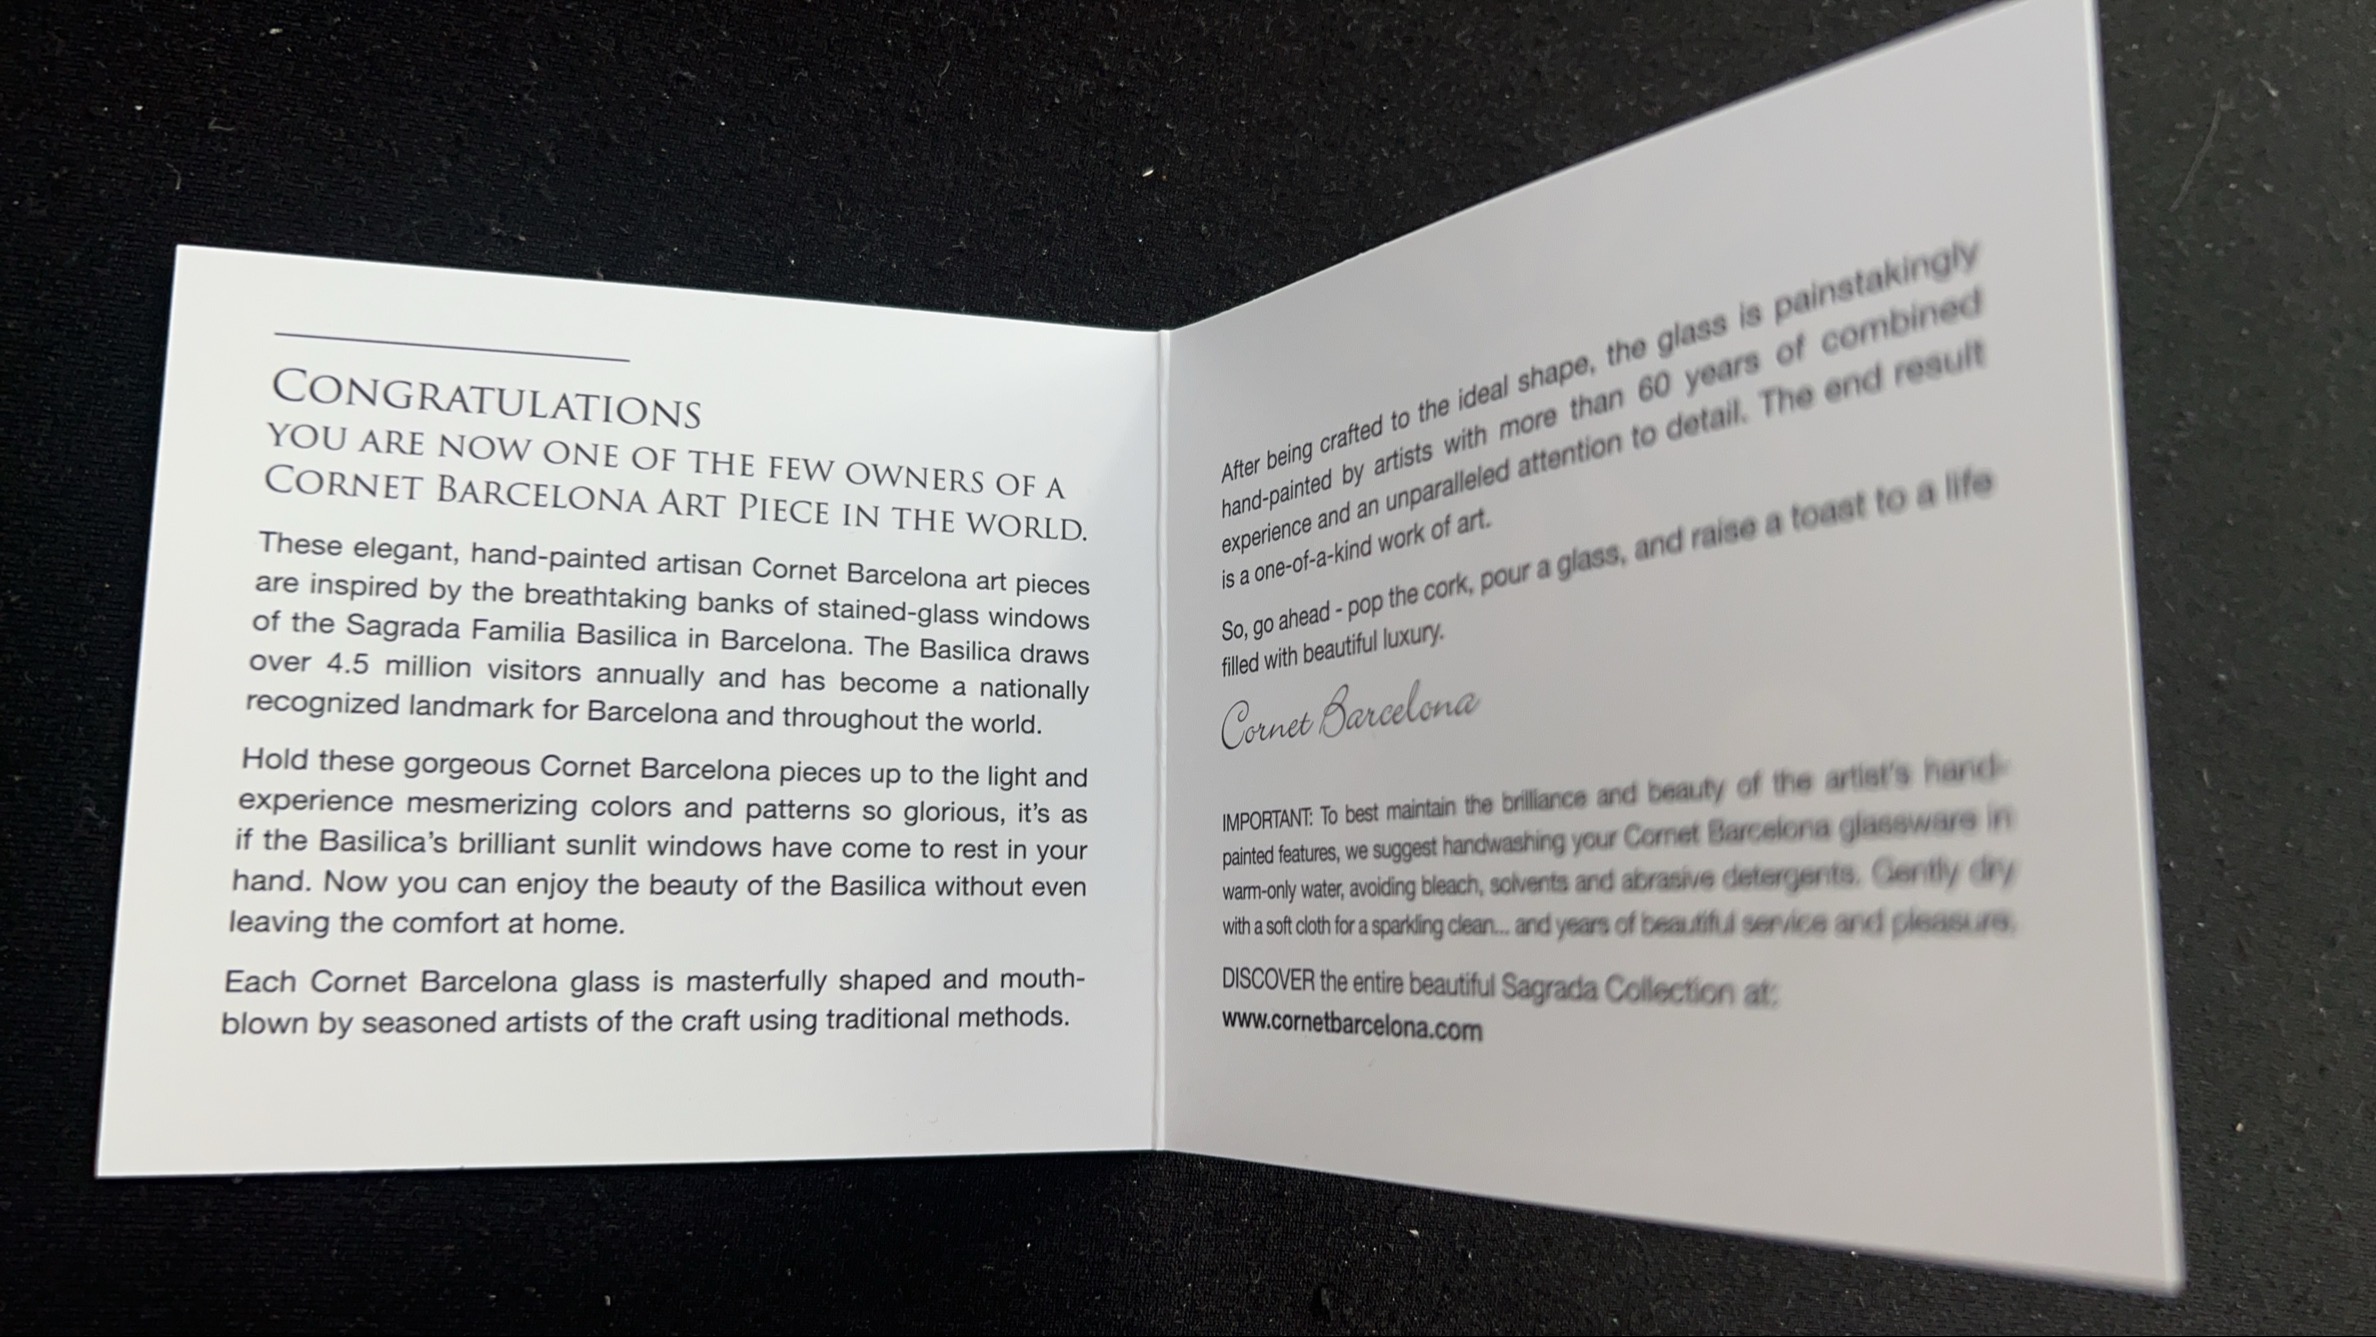 CONGRATULATIONS
YOU ARE NOW ONE OF THE FEW OWNERS OF A
CORNET BARCELONA ART PIECE IN THE WORLD.
These elegant, hand-painted artisan Cornet Barcelona art pieces
are inspired by the breathtaking banks of stained-glass windows
of the Sagrada Familia Basilica in Barcelona. The Basilica draws
over 4.5 million visitors annually and has become a nationally
recognized landmark for Barcelona and throughout the world.
Hold these gorgeous Cornet Barcelona pieces up to the light and
experience mesmerizing colors and patterns so glorious, it's as
if the Basilica's brilliant sunlit windows have come to rest in your
hand. Now you can enjoy the beauty of the Basilica without even
leaving the comfort at home.
Each Cornet Barcelona glass is masterfully shaped and mouth-
blown by seasoned artists of the craft using traditional methods.
After being crafted to the ideal shape, the glass is painstakingly
hand-painted by artists with more than 60 years of combined
experience and an unparalleled attention to detail. The end result
is a one-of-a-kind work of art.
So, go ahead - pop the cork, pour a glass, and raise a toast to a life
filled with beautiful luxury.
Cornet Barcelona
IMPORTANT: To best maintain the brilliance and beauty of the artist's hand-
painted features, we suggest handwashing your Cornet Barcelona glassware in
warm-only water, avoiding bleach, solvents and abrasive detergents. Gently dry
with a soft cloth for a sparkling clean... and years of beautiful service and pleasure.
DISCOVER the entire beautiful Sagrada Collection at:
www.cornetbarcelona.com